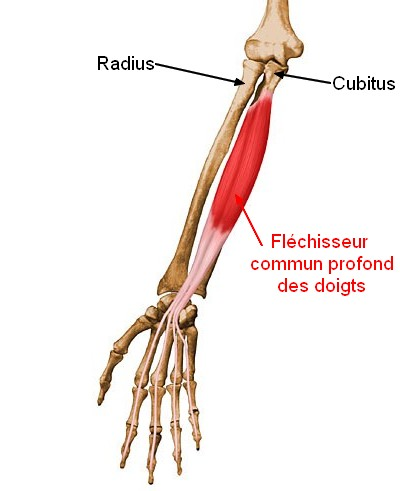 Radius
Cubitus
Fléchisseur
commun profond
des doigts